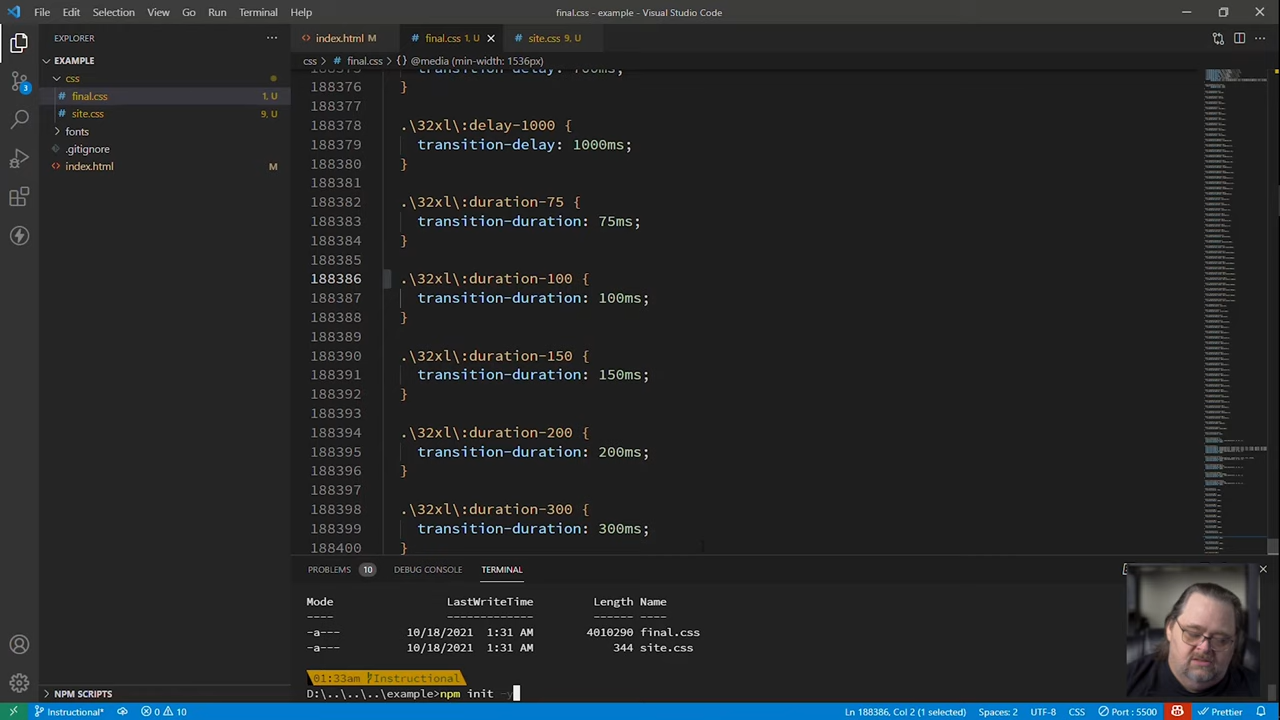 File Edit Selection View Go Run Terminal Help final.css - example - Visual Studio Code
EXPLORER
EXAMPLE
css
final.css 1, U
site.css 9, U
fonts
.gitignore
index.html M
NPM SCRIPTS
index.html M final.css 1, U site.css 9, U
css > final.css > {} @media (min-width: 1536px)
188376 }
188377
188378 .\32xl\:delay-1000 {
188379 transition-delay: 1000ms;
188380 }
188381
188382 .\32xl\:duration-75 {
188383 transition-duration: 75ms;
188384 }
188385
188386 .\32xl\:duration-100 {
188387 transition-duration: 100ms;
188388 }
188389
188390 .\32xl\:duration-150 {
188391 transition-duration: 150ms;
188392 }
188393
188394 .\32xl\:duration-200 {
188395 transition-duration: 200ms;
188396 }
188397
188398 .\32xl\:duration-300 {
188399 transition-duration: 300ms;
188400 }
PROBLEMS 10 DEBUG CONSOLE TERMINAL
Mode LastWriteTime Length Name
---- ------------- ------ ----
-a--- 10/18/2021 1:31 AM 4010290 final.css
-a--- 10/18/2021 1:31 AM 344 site.css
01:33am /Instructional
D:\..\..\..\example>npm init -y
3
Instructional* 0 10 Ln 188386, Col 2 (1 selected) Spaces: 2 UTF-8 CRLF CSS Port : 5500 Prettier